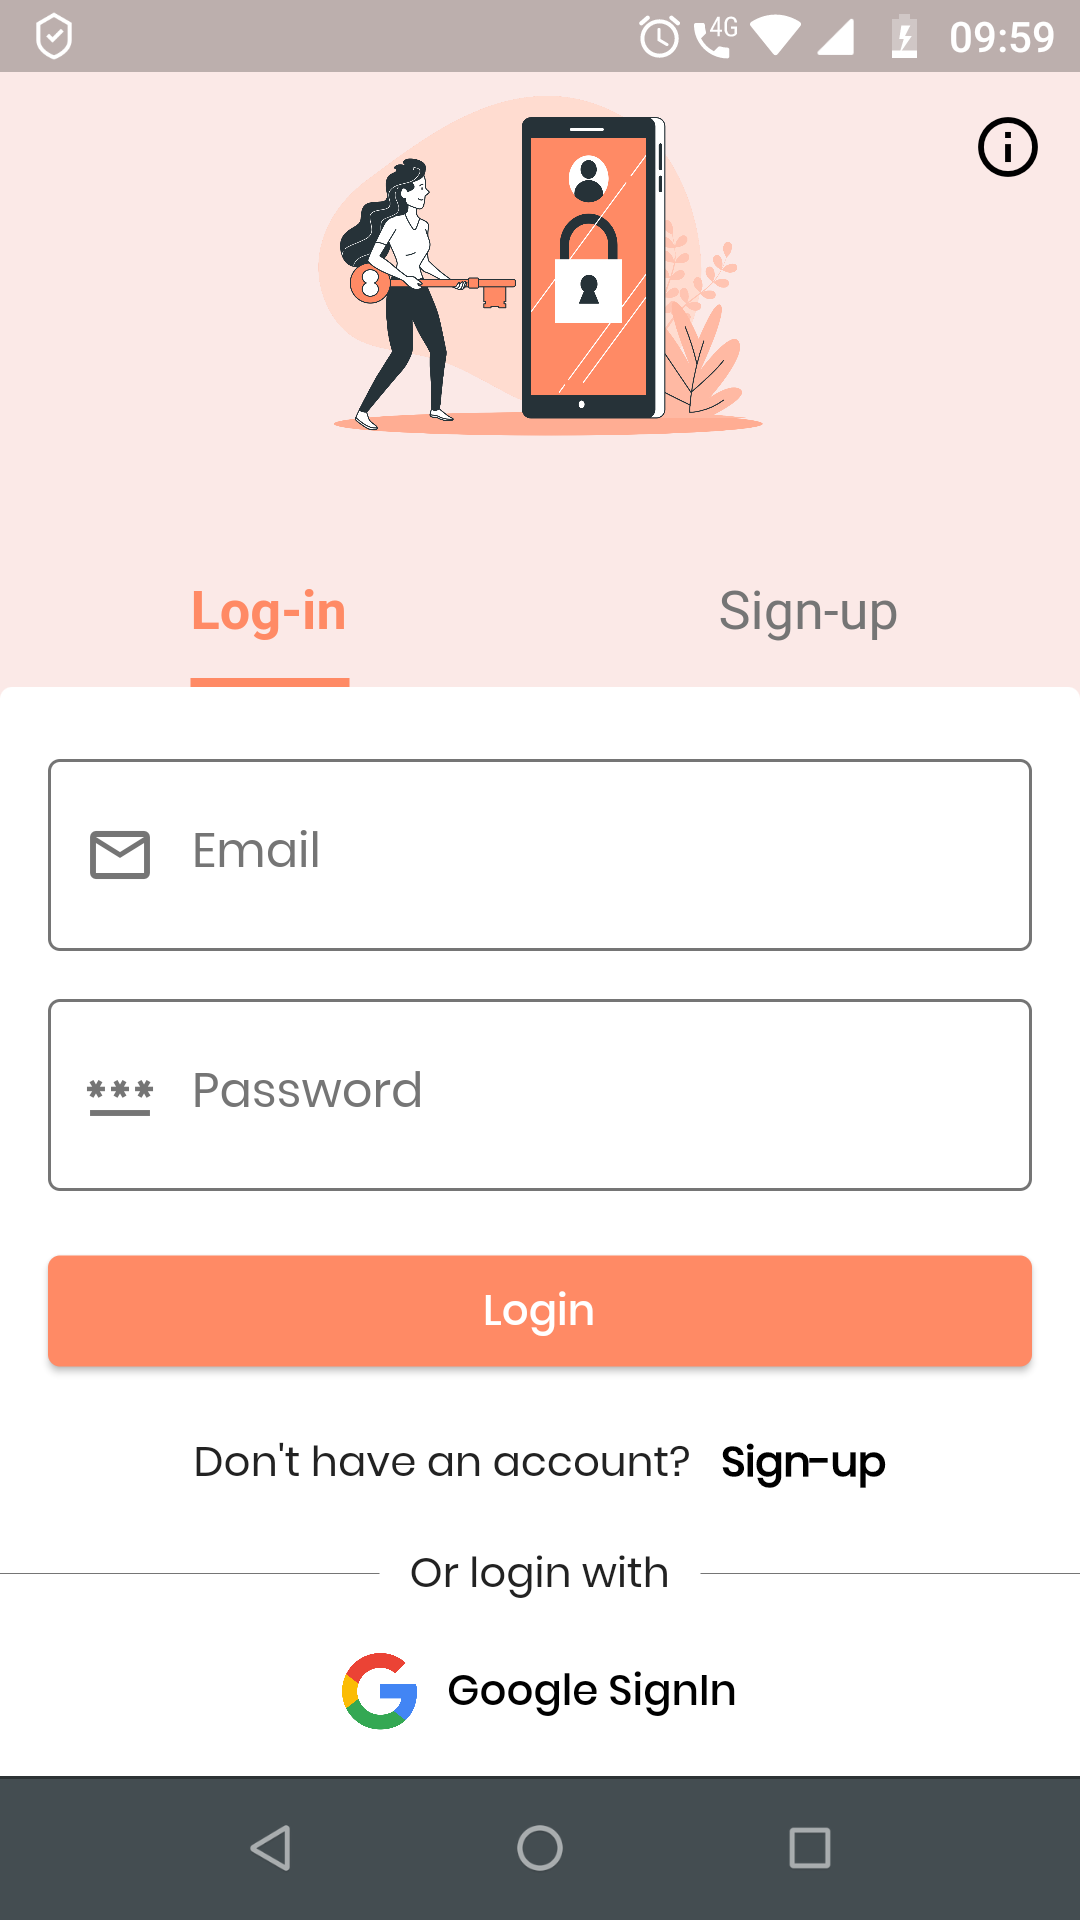 4G 09:59
Log-in Sign-up
Email
*** Password
Login
Don't have an account? Sign-up
Or login with
Google SignIn